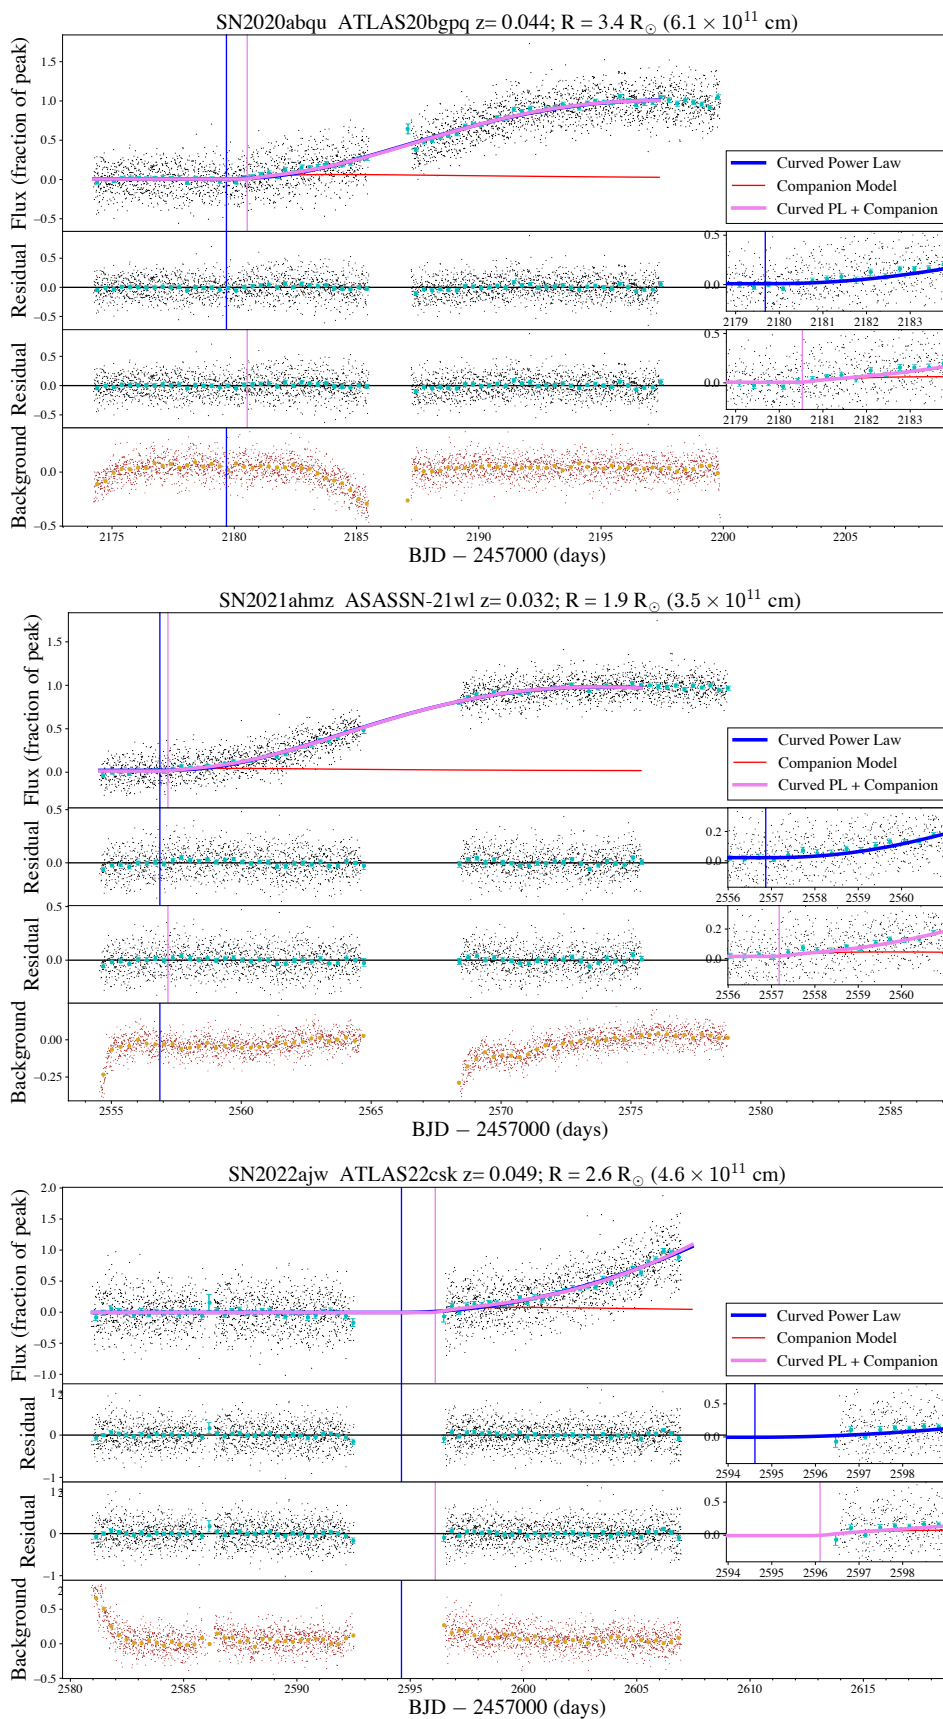 SN2020abqu ATLAS20bgpq z= 0.044; R = 3.4 R⊙ (6.1 × 10¹¹ cm)
Flux (fraction of peak)
1.5
1.0
0.5
0.0
−0.5
Curved Power Law
Companion Model
Curved PL + Companion
Residual
0.5
0.0
−0.5
0.5
0.0
2179 2180 2181 2182 2183
Residual
0.5
0.0
−0.5
0.5
0.0
2179 2180 2181 2182 2183
Background
0.0
−0.5
2175 2180 2185 2190 2195 2200 2205
BJD − 2457000 (days)
SN2021ahmz ASASSN-21wl z= 0.032; R = 1.9 R⊙ (3.5 × 10¹¹ cm)
Flux (fraction of peak)
1.5
1.0
0.5
0.0
Curved Power Law
Companion Model
Curved PL + Companion
Residual
0.5
0.0
0.2
0.0
2556 2557 2558 2559 2560
Residual
0.5
0.0
0.2
0.0
2556 2557 2558 2559 2560
Background
0.00
−0.25
2555 2560 2565 2570 2575 2580 2585
BJD − 2457000 (days)
SN2022ajw ATLAS22csk z= 0.049; R = 2.6 R⊙ (4.6 × 10¹¹ cm)
Flux (fraction of peak)
2.0
1.5
1.0
0.5
0.0
−0.5
−1.0
Curved Power Law
Companion Model
Curved PL + Companion
Residual
1
0
−1
0.5
0.0
2594 2595 2596 2597 2598
Residual
1
0
−1
0.5
0.0
2594 2595 2596 2597 2598
Background
0.5
0.0
−0.5
2580 2585 2590 2595 2600 2605 2610 2615
BJD − 2457000 (days)